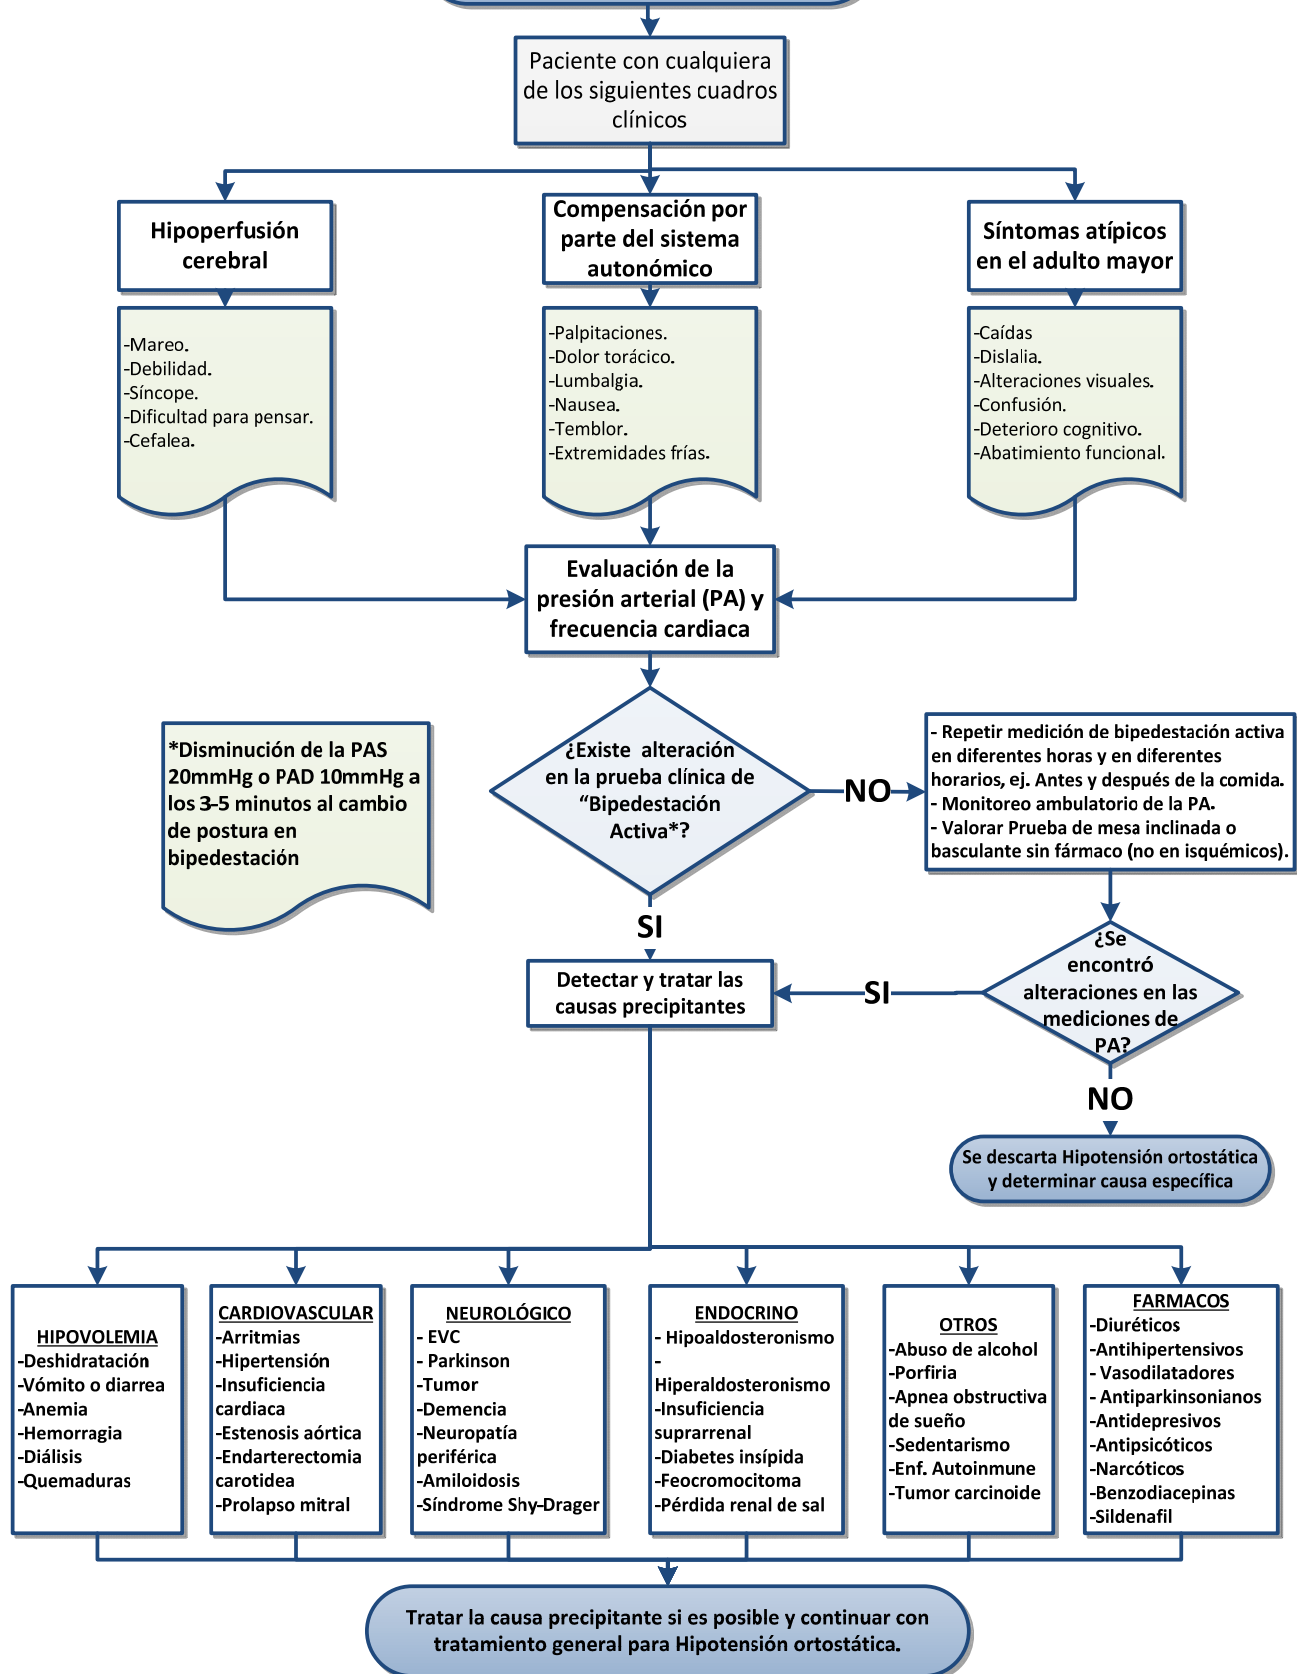 Paciente con cualquiera
de los siguientes cuadros
clínicos
Hipoperfusión
cerebral
Compensación por
parte del sistema
autonómico
Síntomas atípicos
en el adulto mayor
-Mareo.
-Debilidad.
-Síncope.
-Dificultad para pensar.
-Cefalea.
-Palpitaciones.
-Dolor torácico.
-Lumbalgia.
-Nausea.
-Temblor.
-Extremidades frías.
-Caídas
-Dislalia.
-Alteraciones visuales.
-Confusión.
-Deterioro cognitivo.
-Abatimiento funcional.
Evaluación de la
presión arterial (PA) y
frecuencia cardiaca
*Disminución de la PAS
20mmHg o PAD 10mmHg a
los 3-5 minutos al cambio
de postura en
bipedestación
¿Existe alteración
en la prueba clínica de
“Bipedestación
Activa*?
NO
- Repetir medición de bipedestación activa
en diferentes horas y en diferentes
horarios, ej. Antes y después de la comida.
- Monitoreo ambulatorio de la PA.
- Valorar Prueba de mesa inclinada o
basculante sin fármaco (no en isquémicos).
SI
Detectar y tratar las
causas precipitantes
SI
¿Se
encontró
alteraciones en las
mediciones de
PA?
NO
Se descarta Hipotensión ortostática
y determinar causa específica
HIPOVOLEMIA
-Deshidratación
-Vómito o diarrea
-Anemia
-Hemorragia
-Diálisis
-Quemaduras
CARDIOVASCULAR
-Arritmias
-Hipertensión
-Insuficiencia
cardiaca
-Estenosis aórtica
-Endarterectomia
carotidea
-Prolapso mitral
NEUROLÓGICO
- EVC
- Parkinson
-Tumor
-Demencia
-Neuropatía
periférica
-Amiloidosis
-Síndrome Shy-Drager
ENDOCRINO
- Hipoaldosteronismo
-
Hiperaldosteronismo
-Insuficiencia
suprarrenal
-Diabetes insípida
-Feocromocitoma
-Pérdida renal de sal
OTROS
-Abuso de alcohol
-Porfiria
-Apnea obstructiva
de sueño
-Sedentarismo
-Enf. Autoinmune
-Tumor carcinoide
FARMACOS
-Diuréticos
-Antihipertensivos
- Vasodilatadores
- Antiparkinsonianos
-Antidepresivos
-Antipsicóticos
-Narcóticos
-Benzodiacepinas
-Sildenafil
Tratar la causa precipitante si es posible y continuar con
tratamiento general para Hipotensión ortostática.